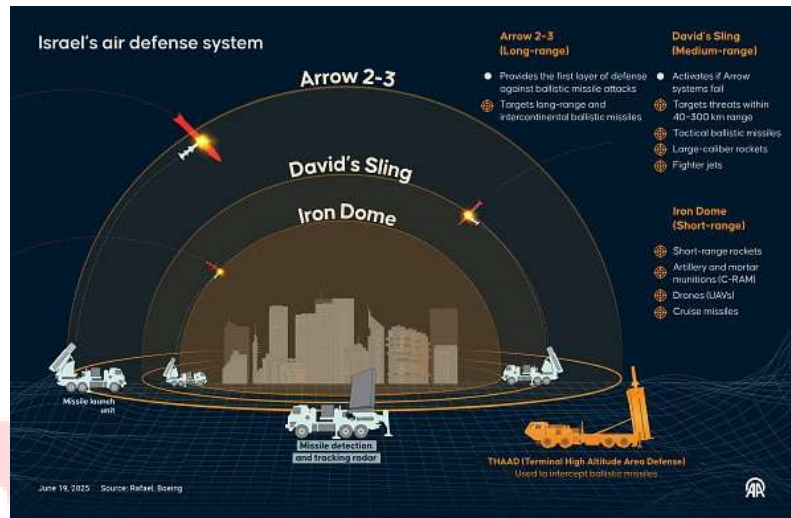 Israel's air defense system
Arrow 2-3
David's Sling
Iron Dome
Arrow 2-3
(Long-range)
Provides the first layer of defense
against ballistic missile attacks
Targets long-range and
intercontinental ballistic missiles
David's Sling
(Medium-range)
Activates if Arrow
systems fail
Targets threats within
40-300 km range
Tactical ballistic missiles
Large-caliber rockets
Fighter jets
Iron Dome
(Short-range)
Short-range rockets
Artillery and mortar
munitions (C-RAM)
Drones (UAVs)
Cruise missiles
Missile launch
unit
Missile detection
and tracking radar
THAAD (Terminal High Altitude Area Defense)
Used to intercept ballistic missiles
June 19, 2025 Source: Rafael, Boeing
AA